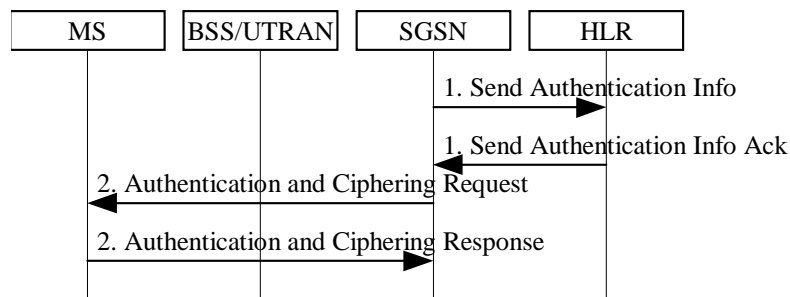 MS BSS/UTRAN SGSN HLR
1. Send Authentication Info
1. Send Authentication Info Ack
2. Authentication and Ciphering Request
2. Authentication and Ciphering Response